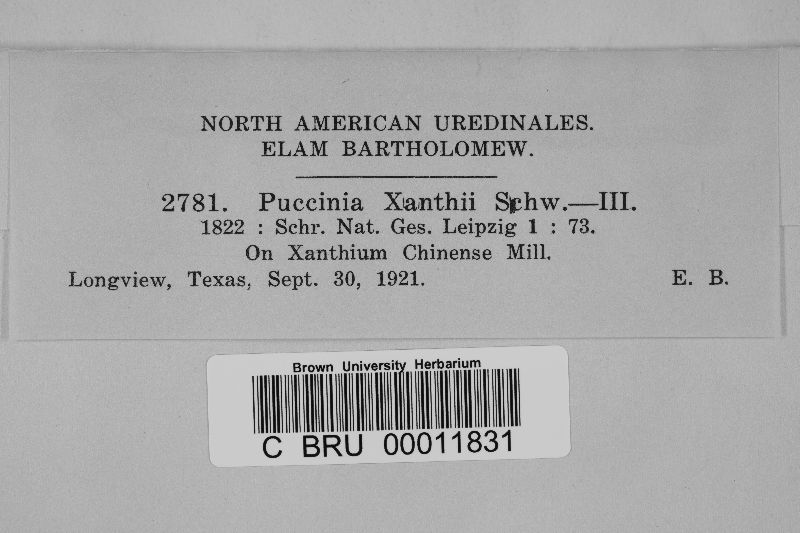 NORTH AMERICAN UREDINALES.
ELAM BARTHOLOMEW.
2781. Puccinia Xanthii Schw.—III.
1822 : Schr. Nat. Ges. Leipzig 1 : 73.
On Xanthium Chinense Mill.
Longview, Texas, Sept. 30, 1921. E. B.
Brown University Herbarium
C BRU 00011831